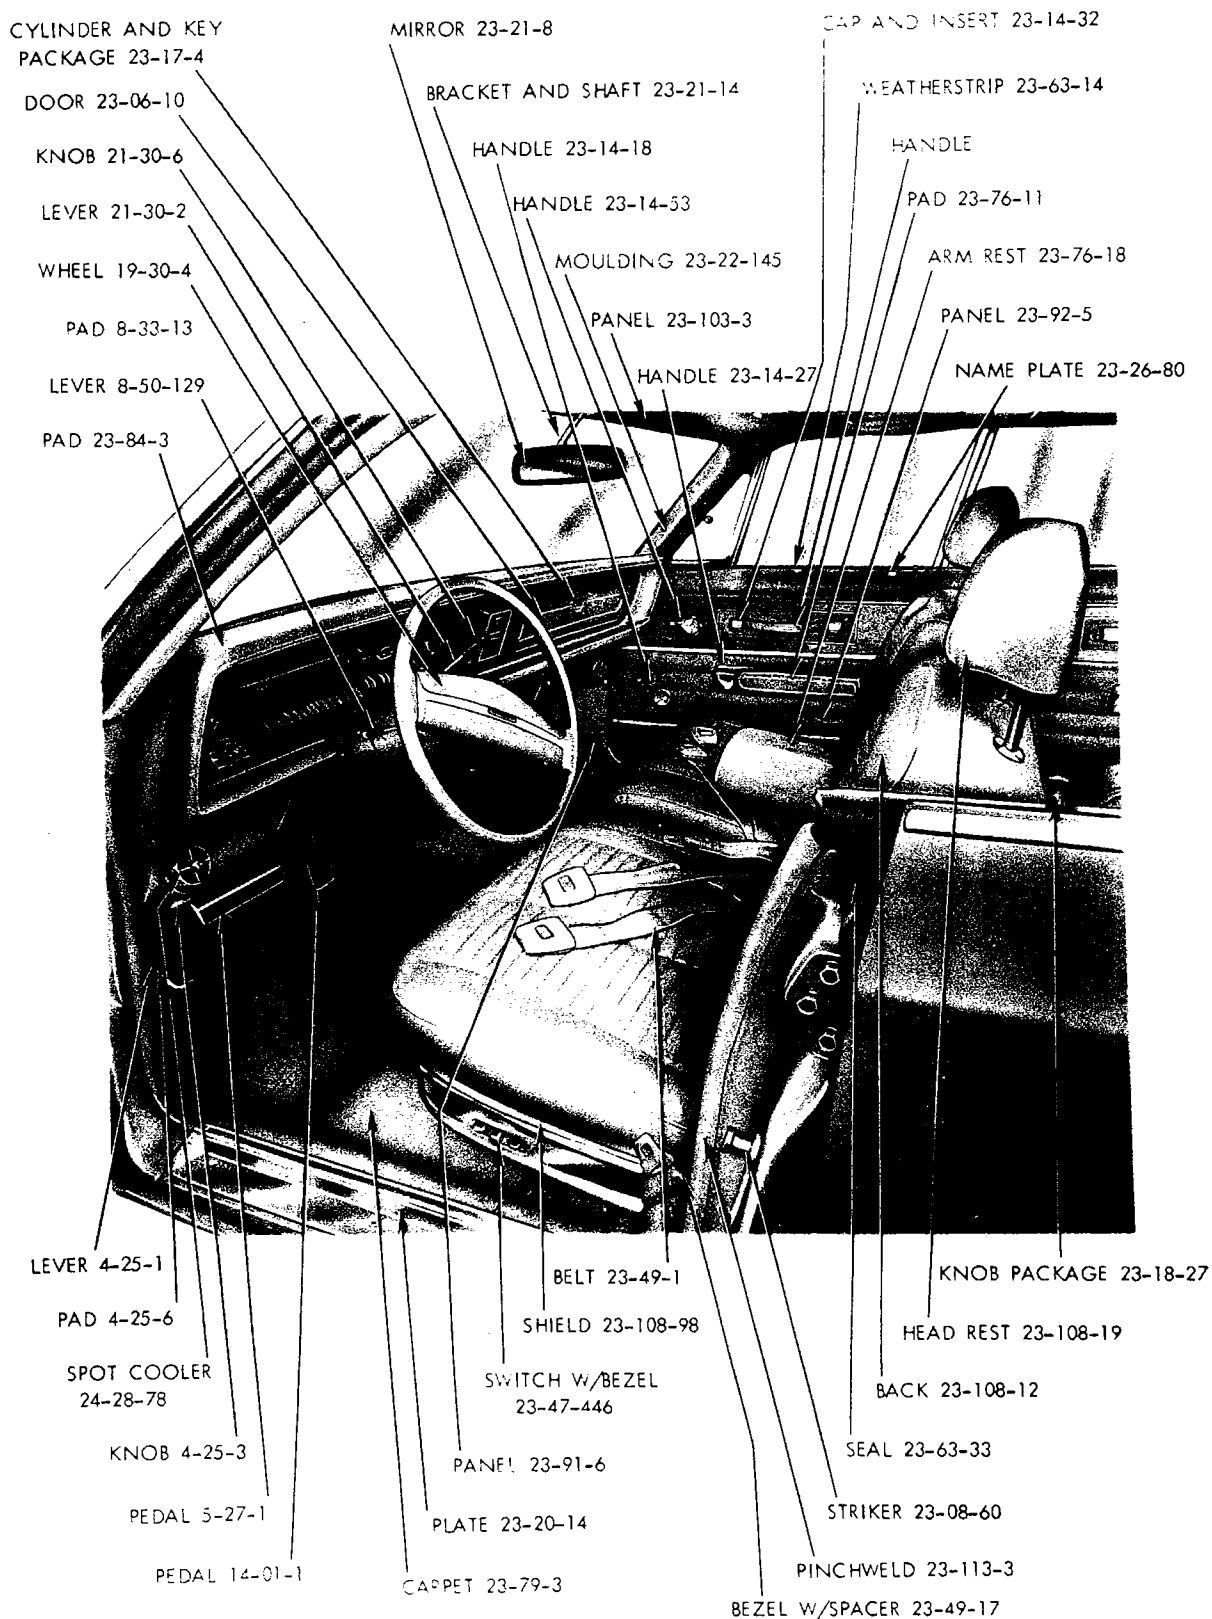 CYLINDER AND KEY
PACKAGE 23-17-4
DOOR 23-06-10
KNOB 21-30-6
LEVER 21-30-2
WHEEL 19-30-4
PAD 8-33-13
LEVER 8-50-129
PAD 23-84-3
MIRROR 23-21-8
BRACKET AND SHAFT 23-21-14
HANDLE 23-14-18
HANDLE 23-14-53
MOULDING 23-22-145
PANEL 23-103-3
HANDLE 23-14-27
CAP AND INSERT 23-14-32
WEATHERSTRIP 23-63-14
HANDLE
PAD 23-76-11
ARM REST 23-76-18
PANEL 23-92-5
NAME PLATE 23-26-80
LEVER 4-25-1
PAD 4-25-6
SPOT COOLER
24-28-78
KNOB 4-25-3
PEDAL 5-27-1
PEDAL 14-01-1
BELT 23-49-1
SHIELD 23-108-98
SWITCH W/BEZEL
23-47-446
PANEL 23-91-6
PLATE 23-20-14
CARPET 23-79-3
KNOB PACKAGE 23-18-27
HEAD REST 23-108-19
BACK 23-108-12
SEAL 23-63-33
STRIKER 23-08-60
PINCHWELD 23-113-3
BEZEL W/SPACER 23-49-17